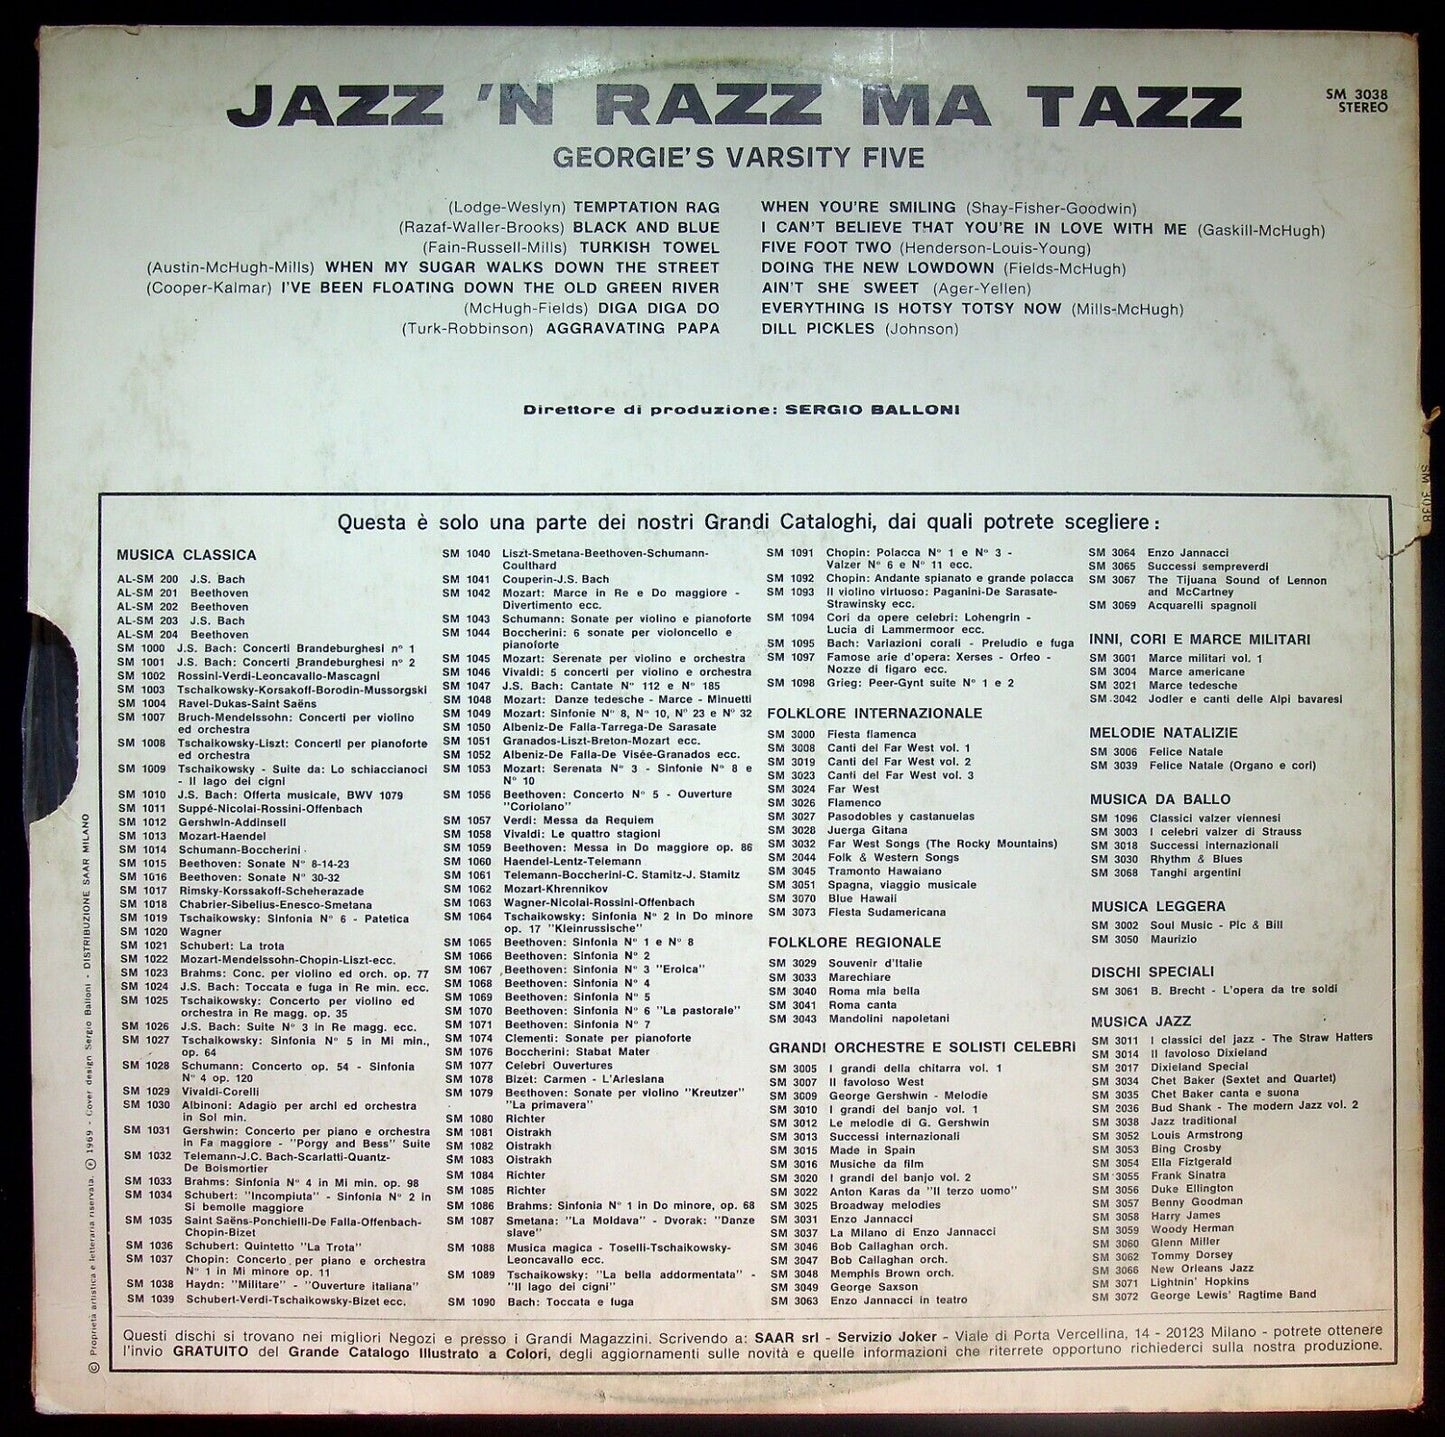 JAZZ 'N RAZZ MA TAZZ
SM 3038
STEREO
GEORGIE'S VARSITY FIVE
(Lodge-Weslyn) TEMPTATION RAG
(Razaf-Waller-Brooks) BLACK AND BLUE
(Fain-Russell-Mills) TURKISH TOWEL
(Austin-McHugh-Mills) WHEN MY SUGAR WALKS DOWN THE STREET
(Cooper-Kalmar) I'VE BEEN FLOATING DOWN THE OLD GREEN RIVER
(McHugh-Fields) DIGA DIGA DO
(Turk-Robbinson) AGGRAVATING PAPA
WHEN YOU'RE SMILING (Shay-Fisher-Goodwin)
I CAN'T BELIEVE THAT YOU'RE IN LOVE WITH ME (Gaskill-McHugh)
FIVE FOOT TWO (Henderson-Louis-Young)
DOING THE NEW LOWDOWN (Fields-McHugh)
AIN'T SHE SWEET (Ager-Yellen)
EVERYTHING IS HOTSY TOTSY NOW (Mills-McHugh)
DILL PICKLES (Johnson)
Direttore di produzione: SERGIO BALLONI
SM 3038
Questa è solo una parte dei nostri Grandi Cataloghi, dai quali potrete scegliere:
MUSICA CLASSICA
AL-SM 200 J.S. Bach
AL-SM 201 Beethoven
AL-SM 202 Beethoven
AL-SM 203 J.S. Bach
AL-SM 204 Beethoven
SM 1000 J.S. Bach: Concerti Brandeburghesi n° 1
SM 1001 J.S. Bach: Concerti Brandeburghesi n° 2
SM 1002 Rossini-Verdi-Leoncavallo-Mascagni
SM 1003 Tschaikowsky-Korsakoff-Borodin-Mussorgski
SM 1004 Ravel-Dukas-Saint Saëns
SM 1007 Bruch-Mendelssohn: Concerti per violino
ed orchestra
SM 1008 Tschaikowsky-Liszt: Concerti per pianoforte
ed orchestra
SM 1009 Tschaikowsky - Suite da: Lo schiaccianoci
- Il lago dei cigni
SM 1010 J.S. Bach: Offerta musicale, BWV 1079
SM 1011 Suppé-Nicolai-Rossini-Offenbach
SM 1012 Gershwin-Addinsell
SM 1013 Mozart-Haendel
SM 1014 Schumann-Boccherini
SM 1015 Beethoven: Sonate N° 8-14-23
SM 1016 Beethoven: Sonate N° 30-32
SM 1017 Rimsky-Korssakoff-Scheherazade
SM 1018 Chabrier-Sibelius-Enesco-Smetana
SM 1019 Tschaikowsky: Sinfonia N° 6 - Patetica
SM 1020 Wagner
SM 1021 Schubert: La trota
SM 1022 Mozart-Mendelssohn-Chopin-Liszt-ecc.
SM 1023 Brahms: Conc. per violino ed orch. op. 77
SM 1024 J.S. Bach: Toccata e fuga in Re min. ecc.
SM 1025 Tschaikowsky: Concerto per violino ed
orchestra in Re magg. op. 35
SM 1026 J.S. Bach: Suite N° 3 in Re magg. ecc.
SM 1027 Tschaikowsky: Sinfonia N° 5 in Mi min.,
op. 64
SM 1028 Schumann: Concerto op. 54 - Sinfonia
N° 4 op. 120
SM 1029 Vivaldi-Corelli
SM 1030 Albinoni: Adagio per archi ed orchestra
in Sol min.
SM 1031 Gershwin: Concerto per piano e orchestra
in Fa maggiore - "Porgy and Bess" Suite
SM 1032 Telemann-J.C. Bach-Scarlatti-Quantz-
De Boismortier
SM 1033 Brahms: Sinfonia N° 4 in Mi min. op. 98
SM 1034 Schubert: "Incompiuta" - Sinfonia N° 2 in
Si bemolle maggiore
SM 1035 Saint Saëns-Ponchielli-De Falla-Offenbach-
Chopin-Bizet
SM 1036 Schubert: Quintetto "La Trota"
SM 1037 Chopin: Concerto per piano e orchestra
N° 1 in Mi minore op. 11
SM 1038 Haydn: "Militare" - "Ouverture italiana"
SM 1039 Schubert-Verdi-Tschaikowsky-Bizet ecc.
SM 1040 Liszt-Smetana-Beethoven-Schumann-
Coulthard
SM 1041 Couperin-J.S. Bach
SM 1042 Mozart: Marce in Re e Do maggiore -
Divertimento ecc.
SM 1043 Schumann: Sonate per violino e pianoforte
SM 1044 Boccherini: 6 sonate per violoncello e
pianoforte
SM 1045 Mozart: Serenate per violino e orchestra
SM 1046 Vivaldi: 5 concerti per violino e orchestra
SM 1047 J.S. Bach: Cantate N° 112 e N° 185
SM 1048 Mozart: Danze tedesche - Marce - Minuetti
SM 1049 Mozart: Sinfonie N° 8, N° 10, N° 23 e N° 32
SM 1050 Albeniz-De Falla-Tarrega-De Sarasate
SM 1051 Granados-Liszt-Breton-Mozart ecc.
SM 1052 Albeniz-De Falla-De Visée-Granados ecc.
SM 1053 Mozart: Serenata N° 3 - Sinfonie N° 8 e
N° 10
SM 1056 Beethoven: Concerto N° 5 - Ouverture
"Coriolano"
SM 1057 Verdi: Messa da Requiem
SM 1058 Vivaldi: Le quattro stagioni
SM 1059 Beethoven: Messa in Do maggiore op. 86
SM 1060 Haendel-Lentz-Telemann
SM 1061 Telemann-Boccherini-C. Stamitz-J. Stamitz
SM 1062 Mozart-Khrennikov
SM 1063 Wagner-Nicolai-Rossini-Offenbach
SM 1064 Tschaikowsky: Sinfonia N° 2 in Do minore
op. 17 "Kleinrussische"
SM 1065 Beethoven: Sinfonia N° 1 e N° 8
SM 1066 Beethoven: Sinfonia N° 2
SM 1067 Beethoven: Sinfonia N° 3 "Eroica"
SM 1068 Beethoven: Sinfonia N° 4
SM 1069 Beethoven: Sinfonia N° 5
SM 1070 Beethoven: Sinfonia N° 6 "La pastorale"
SM 1071 Beethoven: Sinfonia N° 7
SM 1074 Clementi: Sonate per pianoforte
SM 1076 Boccherini: Stabat Mater
SM 1077 Celebri Ouvertures
SM 1078 Bizet: Carmen - L'Arlesiana
SM 1079 Beethoven: Sonate per violino "Kreutzer"
"La primavera"
SM 1080 Richter
SM 1081 Oistrakh
SM 1082 Oistrakh
SM 1083 Oistrakh
SM 1084 Richter
SM 1085 Richter
SM 1086 Brahms: Sinfonia N° 1 in Do minore, op. 68
SM 1087 Smetana: "La Moldava" - Dvorak: "Danze
slave"
SM 1088 Musica magica - Toselli-Tschaikowsky-
Leoncavallo ecc.
SM 1089 Tschaikowsky: "La bella addormentata" -
"Il lago dei cigni"
SM 1090 Bach: Toccata e fuga
SM 1091 Chopin: Polacca N° 1 e N° 3 -
Valzer N° 6 e N° 11 ecc.
SM 1092 Chopin: Andante spianato e grande polacca
SM 1093 Il violino virtuoso: Paganini-De Sarasate-
Strawinsky ecc.
SM 1094 Cori da opere celebri: Lohengrin -
Lucia di Lammermoor ecc.
SM 1095 Bach: Variazioni corali - Preludio e fuga
SM 1097 Famose arie d'opera: Xerses - Orfeo -
Nozze di figaro ecc.
SM 1098 Grieg: Peer-Gynt suite N° 1 e 2
FOLKLORE INTERNAZIONALE
SM 3000 Fiesta flamenca
SM 3008 Canti del Far West vol. 1
SM 3019 Canti del Far West vol. 2
SM 3023 Canti del Far West vol. 3
SM 3024 Far West
SM 3026 Flamenco
SM 3027 Pasodobles y castanuelas
SM 3028 Juerga Gitana
SM 3032 Far West Songs (The Rocky Mountains)
SM 2044 Folk & Western Songs
SM 3045 Tramonto Hawaiano
SM 3051 Spagna, viaggio musicale
SM 3070 Blue Hawaii
SM 3073 Fiesta Sudamericana
FOLKLORE REGIONALE
SM 3029 Souvenir d'Italie
SM 3033 Marechiare
SM 3040 Roma mia bella
SM 3041 Roma canta
SM 3043 Mandolini napoletani
GRANDI ORCHESTRE E SOLISTI CELEBRI
SM 3005 I grandi della chitarra vol. 1
SM 3007 Il favoloso West
SM 3009 George Gershwin - Melodie
SM 3010 I grandi del banjo vol. 1
SM 3012 Le melodie di G. Gershwin
SM 3013 Successi internazionali
SM 3015 Made in Spain
SM 3016 Musiche da film
SM 3020 I grandi del banjo vol. 2
SM 3022 Anton Karas da "Il terzo uomo"
SM 3025 Broadway melodies
SM 3031 Enzo Jannacci
SM 3037 La Milano di Enzo Jannacci
SM 3046 Bob Callaghan orch.
SM 3047 Bob Callaghan orch.
SM 3048 Memphis Brown orch.
SM 3049 George Saxson
SM 3063 Enzo Jannacci in teatro
SM 3064 Enzo Jannacci
SM 3065 Successi sempreverdi
SM 3067 The Tijuana Sound of Lennon
and McCartney
SM 3069 Acquarelli spagnoli
INNI, CORI E MARCE MILITARI
SM 3001 Marce militari vol. 1
SM 3004 Marce americane
SM 3021 Marce tedesche
SM 3042 Jodler e canti delle Alpi bavaresi
MELODIE NATALIZIE
SM 3006 Felice Natale
SM 3039 Felice Natale (Organo e cori)
MUSICA DA BALLO
SM 1096 Classici valzer viennesi
SM 3003 I celebri valzer di Strauss
SM 3018 Successi internazionali
SM 3030 Rhythm & Blues
SM 3068 Tanghi argentini
MUSICA LEGGERA
SM 3002 Soul Music - Pic & Bill
SM 3050 Maurizio
DISCHI SPECIALI
SM 3061 B. Brecht - L'opera da tre soldi
MUSICA JAZZ
SM 3011 I classici del jazz - The Straw Hatters
SM 3014 Il favoloso Dixieland
SM 2017 Dixieland Special
SM 3034 Chet Baker (Sextet and Quartet)
SM 3035 Chet Baker canta e suona
SM 2036 Bud Shank - The modern Jazz vol. 2
SM 3038 Jazz traditional
SM 3052 Louis Armstrong
SM 3053 Bing Crosby
SM 3054 Ella Fiztgerald
SM 3055 Frank Sinatra
SM 3056 Duke Ellington
SM 3057 Benny Goodman
SM 3058 Harry James
SM 3059 Woody Herman
SM 3060 Glenn Miller
SM 3062 Tommy Dorsey
SM 3066 New Orleans Jazz
SM 3071 Lightnin' Hopkins
SM 3072 George Lewis' Ragtime Band
Questi dischi si trovano nei migliori Negozi e presso i Grandi Magazzini. Scrivendo a: SAAR srl - Servizio Joker - Viale di Porta Vercellina, 14 - 20123 Milano - potrete ottenere
l'invio GRATUITO del Grande Catalogo Illustrato a Colori, degli aggiornamenti sulle novità e quelle informazioni che riterrete opportuno richiederci sulla nostra produzione.
© Proprietà artistica e letteraria riservata. ℗ 1969 - Cover design Sergio Balloni - DISTRIBUZIONE SAAR MILANO